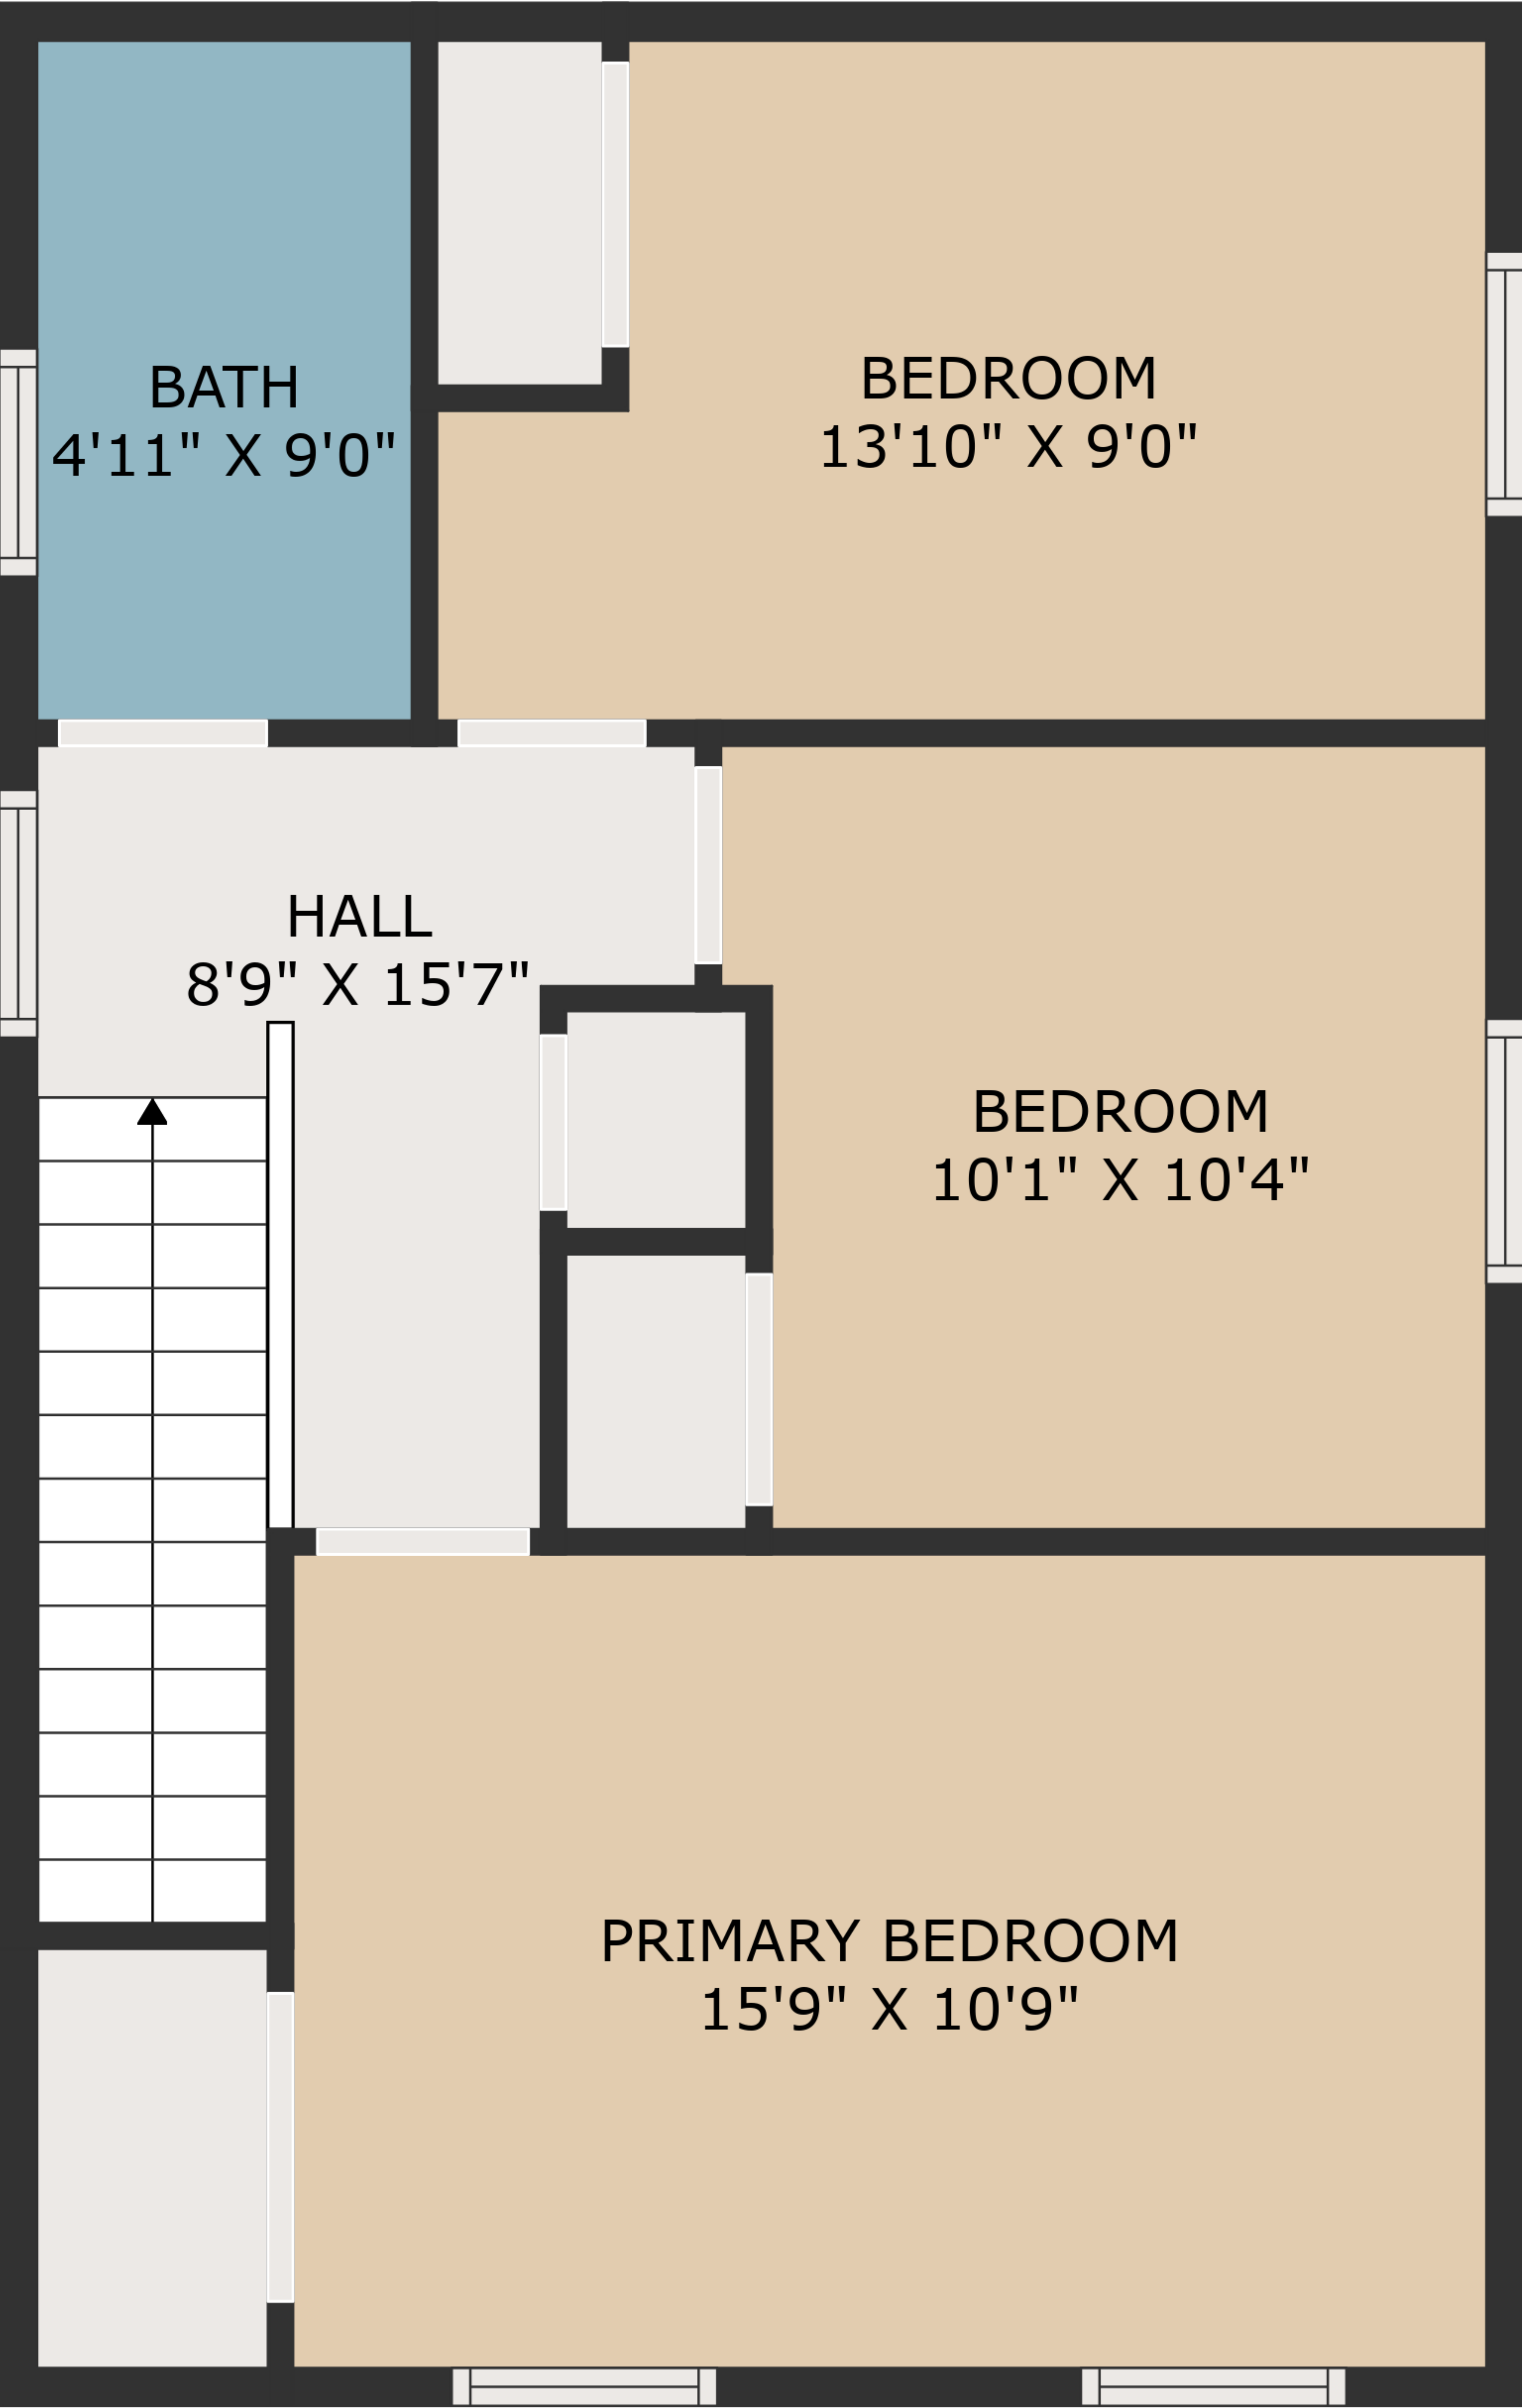 BATH
4'11" X 9'0"
BEDROOM
13'10" X 9'0"
HALL
8'9" X 15'7"
BEDROOM
10'1" X 10'4"
PRIMARY BEDROOM
15'9" X 10'9"